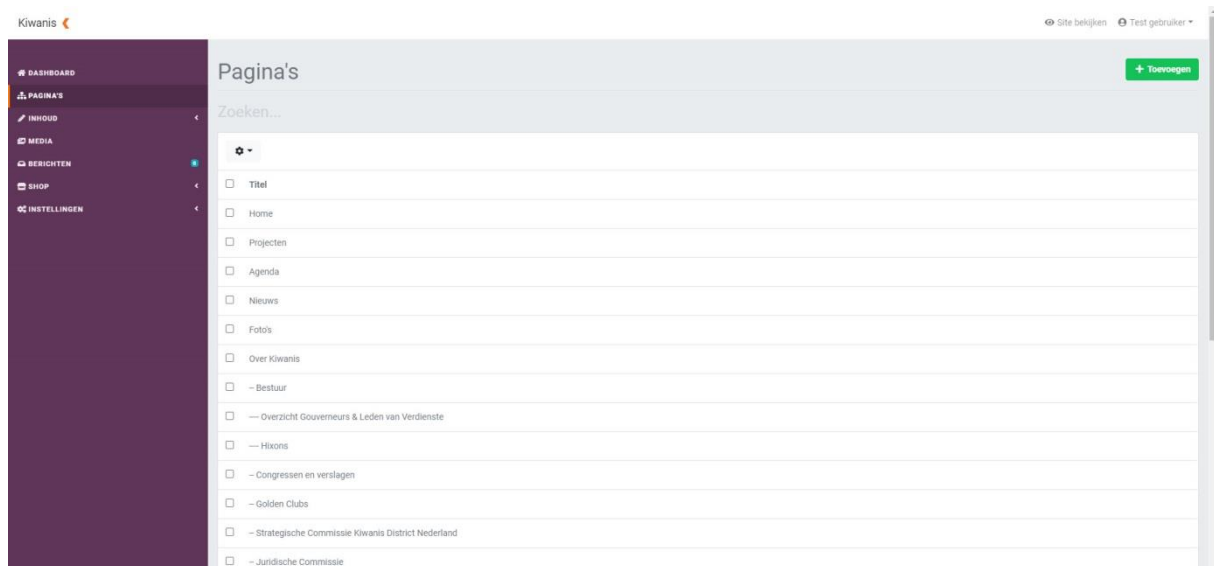 Kiwanis
Site bekijken
Test gebruiker
DASHBOARD
PAGINA'S
INHOUD
MEDIA
BERICHTEN
SHOP
INSTELLINGEN
Pagina's
+ Toevoegen
Zoeken...
Titel
Home
Projecten
Agenda
Nieuws
Foto's
Over Kiwanis
-- Bestuur
---- Overzicht Gouverneurs & Leden van Verdienste
---- Hixons
-- Congressen en verslagen
-- Golden Clubs
-- Strategische Commissie Kiwanis District Nederland
-- Juridische Commissie